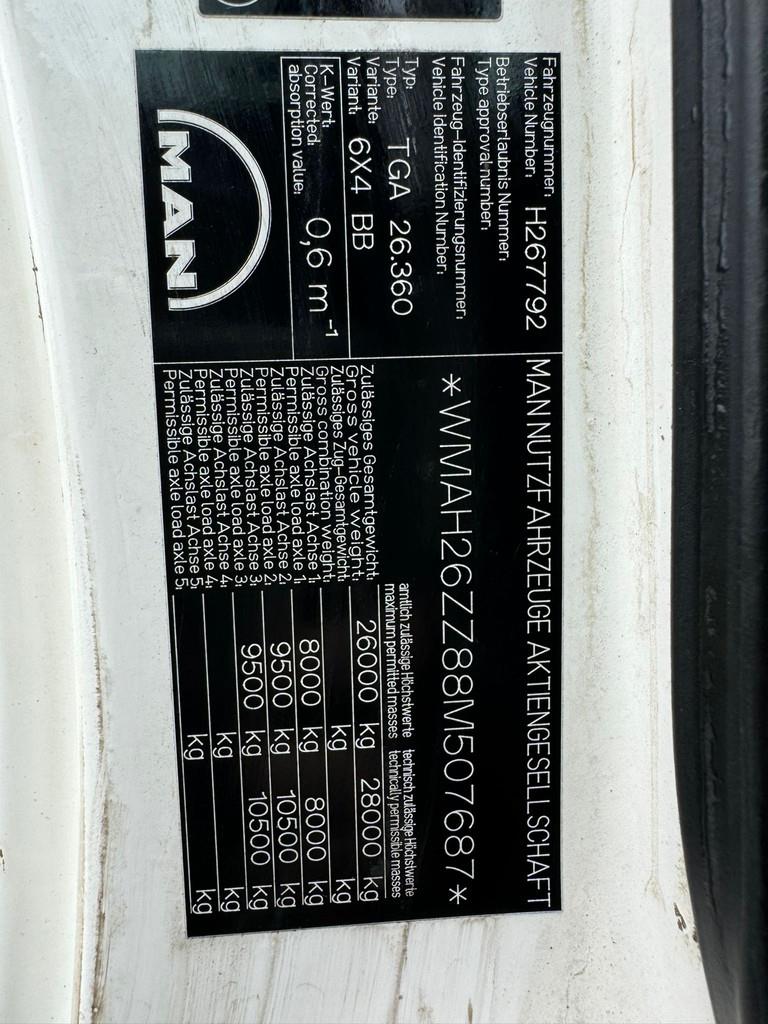 MAN NUTZFAHRZEUGE AKTIENGESELLSCHAFT
Fahrzeugnummer:
Vehicle Number: H267792
Betriebserlaubnis Nummer:
Type approval number:
Fahrzeug-Identifizierungsnummer:
Vehicle Identification Number: *WMAH26ZZ88M507687*
Typ:
Type: TGA 26.360
Variante:
Variant: 6X4 BB
K-Wert:
Corrected absorption value: 0,6 m⁻¹
MAN
amtlich zulässige Höchstwerte technisch zulässige Höchstwerte
maximum permitted masses technically permissible masses
Zulässiges Gesamtgewicht:
Gross vehicle weight: 26000 kg 28000 kg
Zulässiges Zug-Gesamtgewicht:
Gross combination weight: kg kg
Zulässige Achslast Achse 1:
Permissible axle load axle 1: 8000 kg 8000 kg
Zulässige Achslast Achse 2:
Permissible axle load axle 2: 9500 kg 10500 kg
Zulässige Achslast Achse 3:
Permissible axle load axle 3: 9500 kg 10500 kg
Zulässige Achslast Achse 4:
Permissible axle load axle 4: kg kg
Zulässige Achslast Achse 5:
Permissible axle load axle 5: kg kg